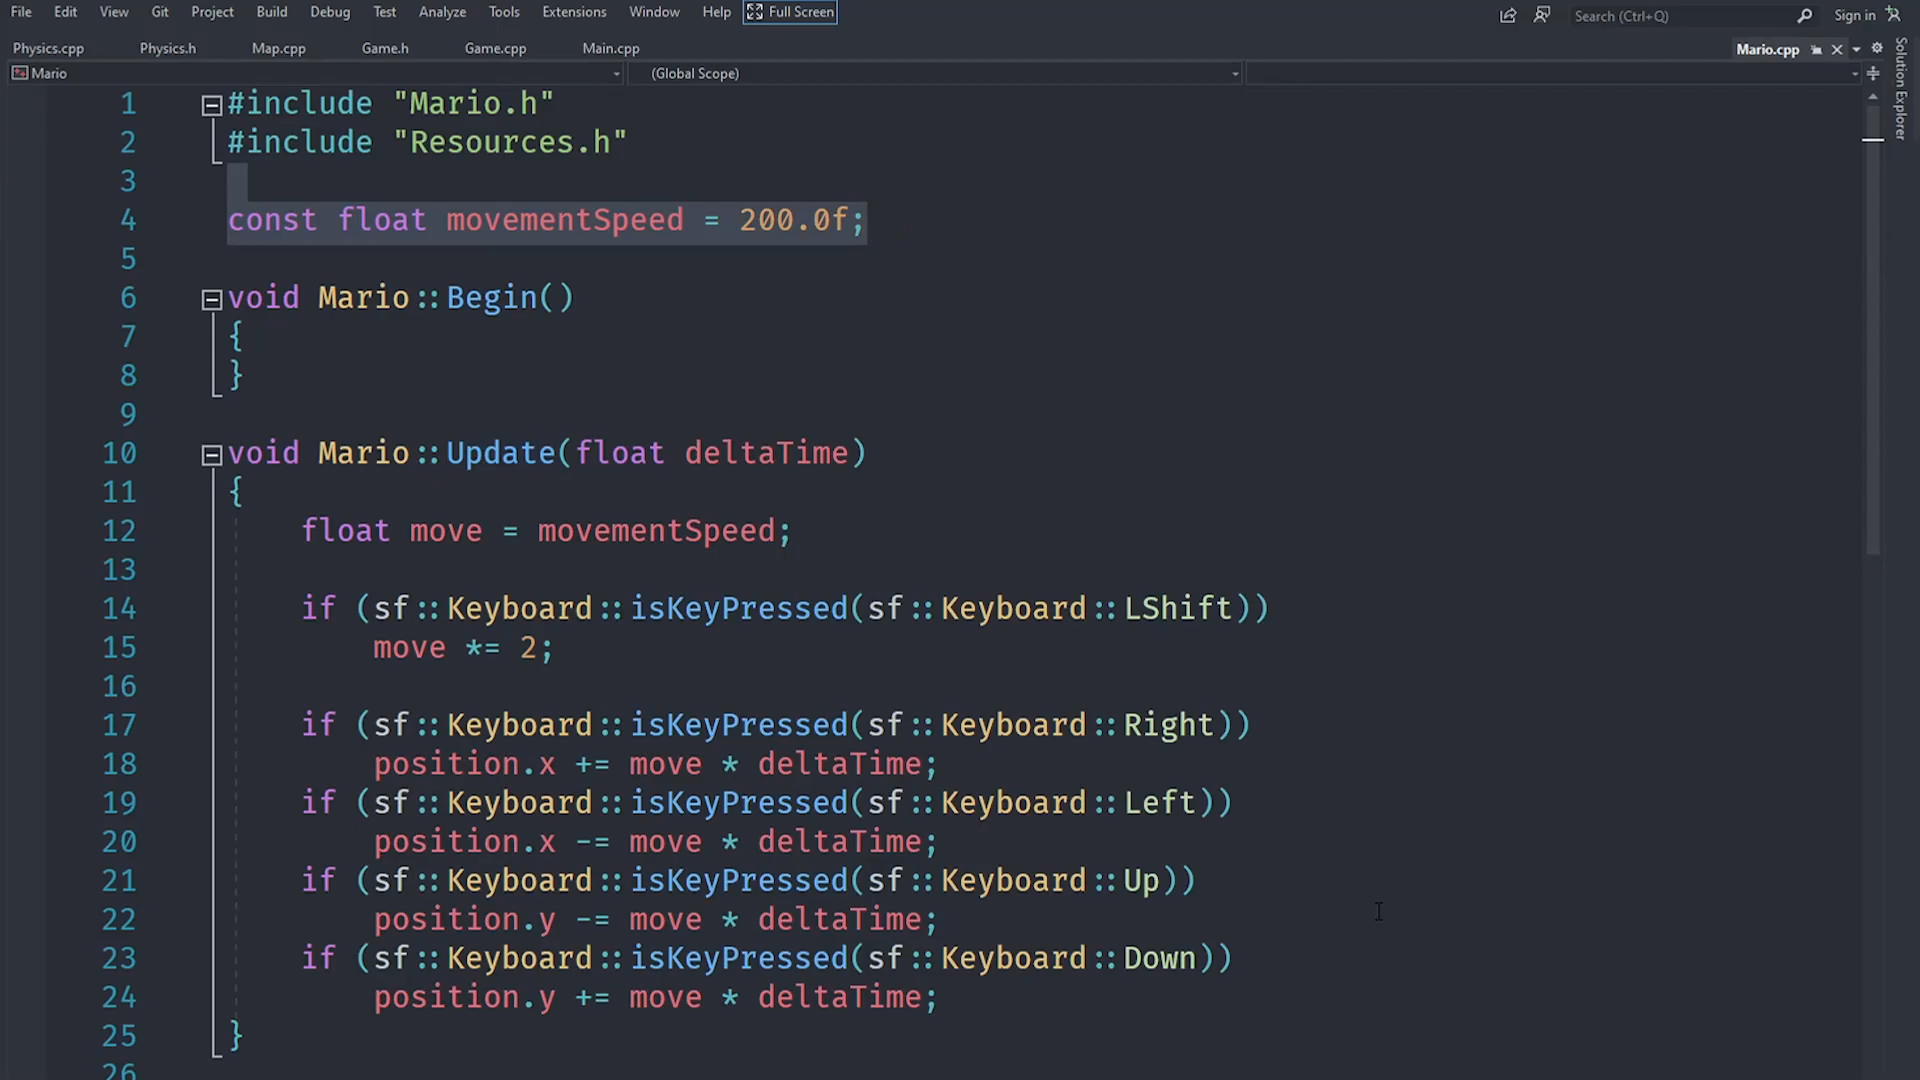 File Edit View Git Project Build Debug Test Analyze Tools Extensions Window Help Full Screen Search (Ctrl+Q) Sign in
Physics.cpp Physics.h Map.cpp Game.h Game.cpp Main.cpp Mario.cpp
Mario (Global Scope)
Solution Explorer
1 #include "Mario.h"
2 #include "Resources.h"
3
4 const float movementSpeed = 200.0f;
5
6 void Mario::Begin()
7 {
8 }
9
10 void Mario::Update(float deltaTime)
11 {
12 float move = movementSpeed;
13
14 if (sf::Keyboard::isKeyPressed(sf::Keyboard::LShift))
15 move *= 2;
16
17 if (sf::Keyboard::isKeyPressed(sf::Keyboard::Right))
18 position.x += move * deltaTime;
19 if (sf::Keyboard::isKeyPressed(sf::Keyboard::Left))
20 position.x -= move * deltaTime;
21 if (sf::Keyboard::isKeyPressed(sf::Keyboard::Up))
22 position.y -= move * deltaTime;
23 if (sf::Keyboard::isKeyPressed(sf::Keyboard::Down))
24 position.y += move * deltaTime;
25 }
26